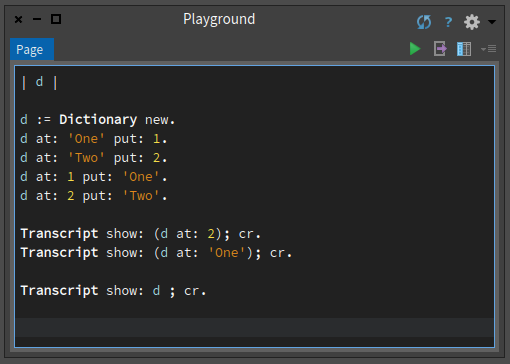 Playground
?
Page
| d |
d := Dictionary new.
d at: 'One' put: 1.
d at: 'Two' put: 2.
d at: 1 put: 'One'.
d at: 2 put: 'Two'.
Transcript show: (d at: 2); cr.
Transcript show: (d at: 'One'); cr.
Transcript show: d ; cr.